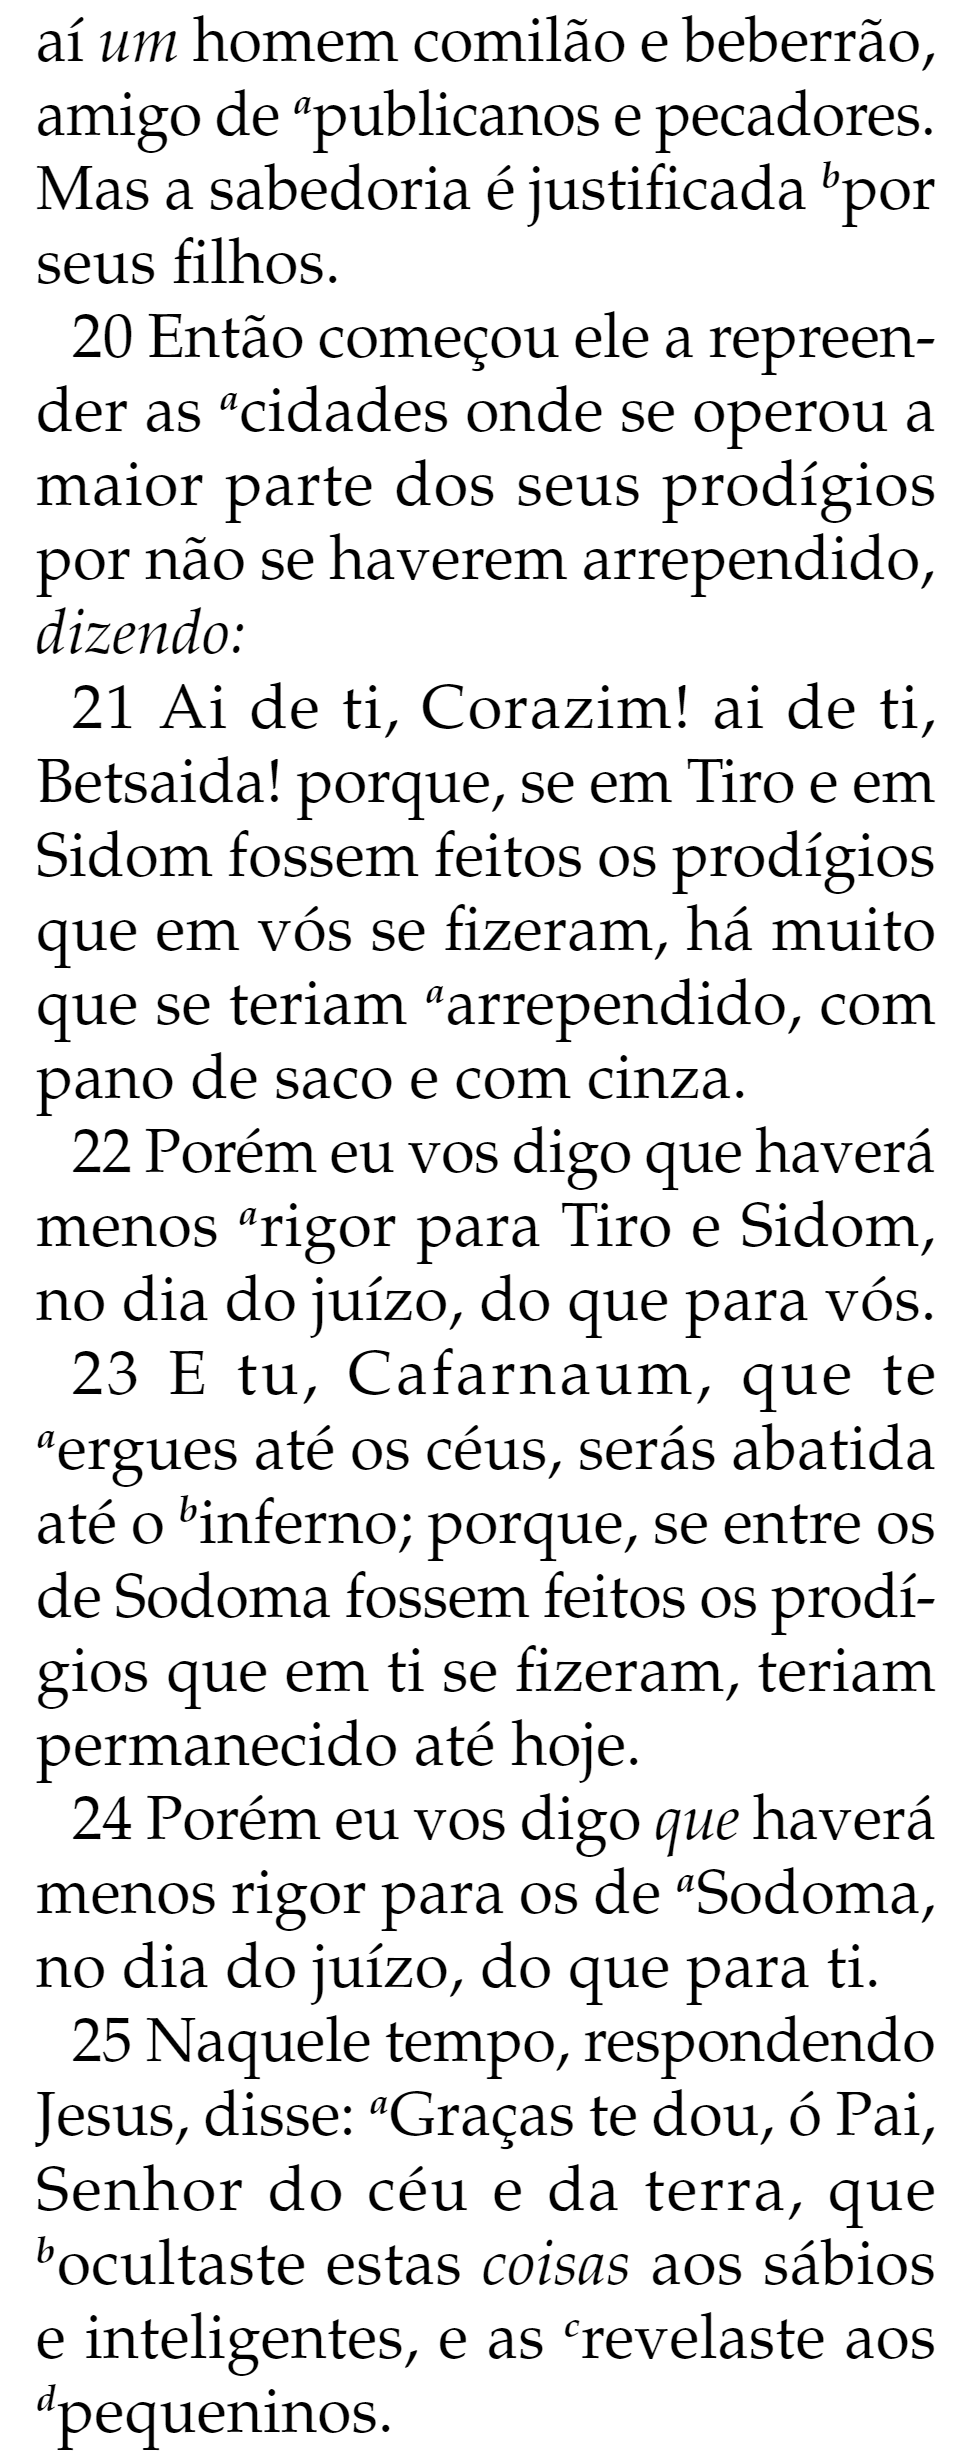 aí um homem comilão e beberrão,
amigo de apublicanos e pecadores.
Mas a sabedoria é justificada bpor
seus filhos.
20 Então começou ele a repreen-
der as acidades onde se operou a
maior parte dos seus prodígios
por não se haverem arrependido,
dizendo:
21 Ai de ti, Corazim! ai de ti,
Betsaida! porque, se em Tiro e em
Sidom fossem feitos os prodígios
que em vós se fizeram, há muito
que se teriam aarrependido, com
pano de saco e com cinza.
22 Porém eu vos digo que haverá
menos arigor para Tiro e Sidom,
no dia do juízo, do que para vós.
23 E tu, Cafarnaum, que te
aergues até os céus, serás abatida
até o binferno; porque, se entre os
de Sodoma fossem feitos os prodí-
gios que em ti se fizeram, teriam
permanecido até hoje.
24 Porém eu vos digo que haverá
menos rigor para os de aSodoma,
no dia do juízo, do que para ti.
25 Naquele tempo, respondendo
Jesus, disse: aGraças te dou, ó Pai,
Senhor do céu e da terra, que
bocultaste estas coisas aos sábios
e inteligentes, e as crevelaste aos
dpequeninos.